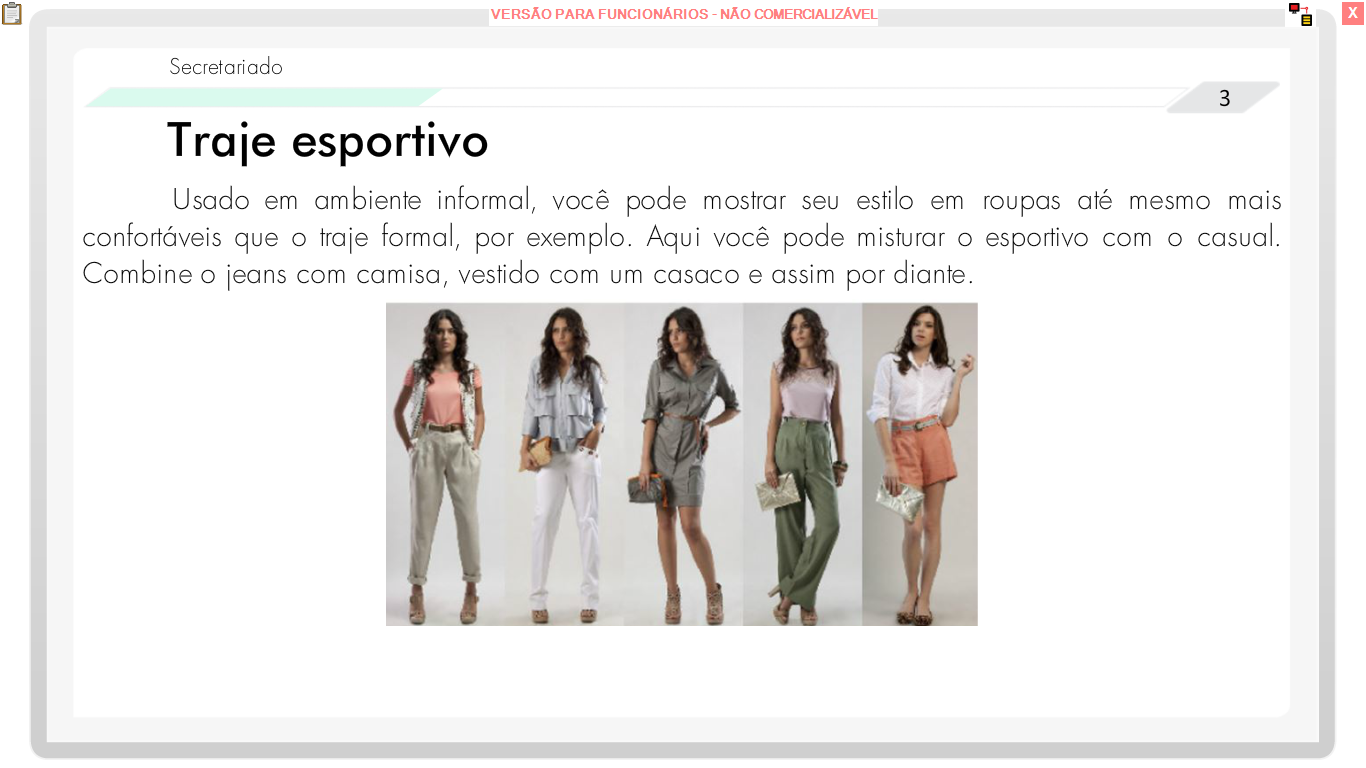 VERSÃO PARA FUNCIONÁRIOS - NÃO COMERCIALIZÁVEL
X
Secretariado
3
Traje esportivo
Usado em ambiente informal, você pode mostrar seu estilo em roupas até mesmo mais
confortáveis que o traje formal, por exemplo. Aqui você pode misturar o esportivo com o casual.
Combine o jeans com camisa, vestido com um casaco e assim por diante.